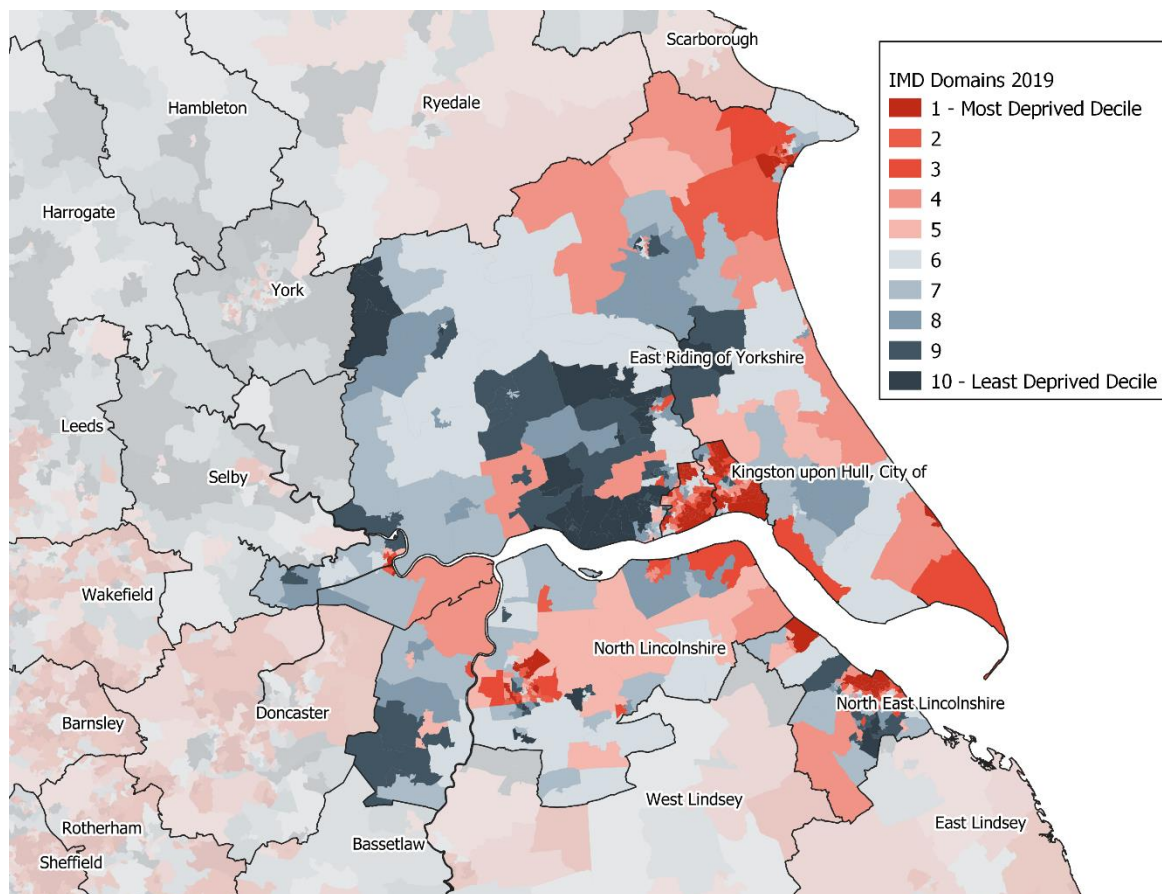 Scarborough
IMD Domains 2019
1 - Most Deprived Decile
2
3
4
5
6
7
8
9
10 - Least Deprived Decile
Hambleton
Ryedale
Harrogate
York
East Riding of Yorkshire
Leeds
Selby
Kingston upon Hull, City of
Wakefield
North Lincolnshire
Barnsley
Doncaster
North East Lincolnshire
West Lindsey
Rotherham
East Lindsey
Bassetlaw
Sheffield